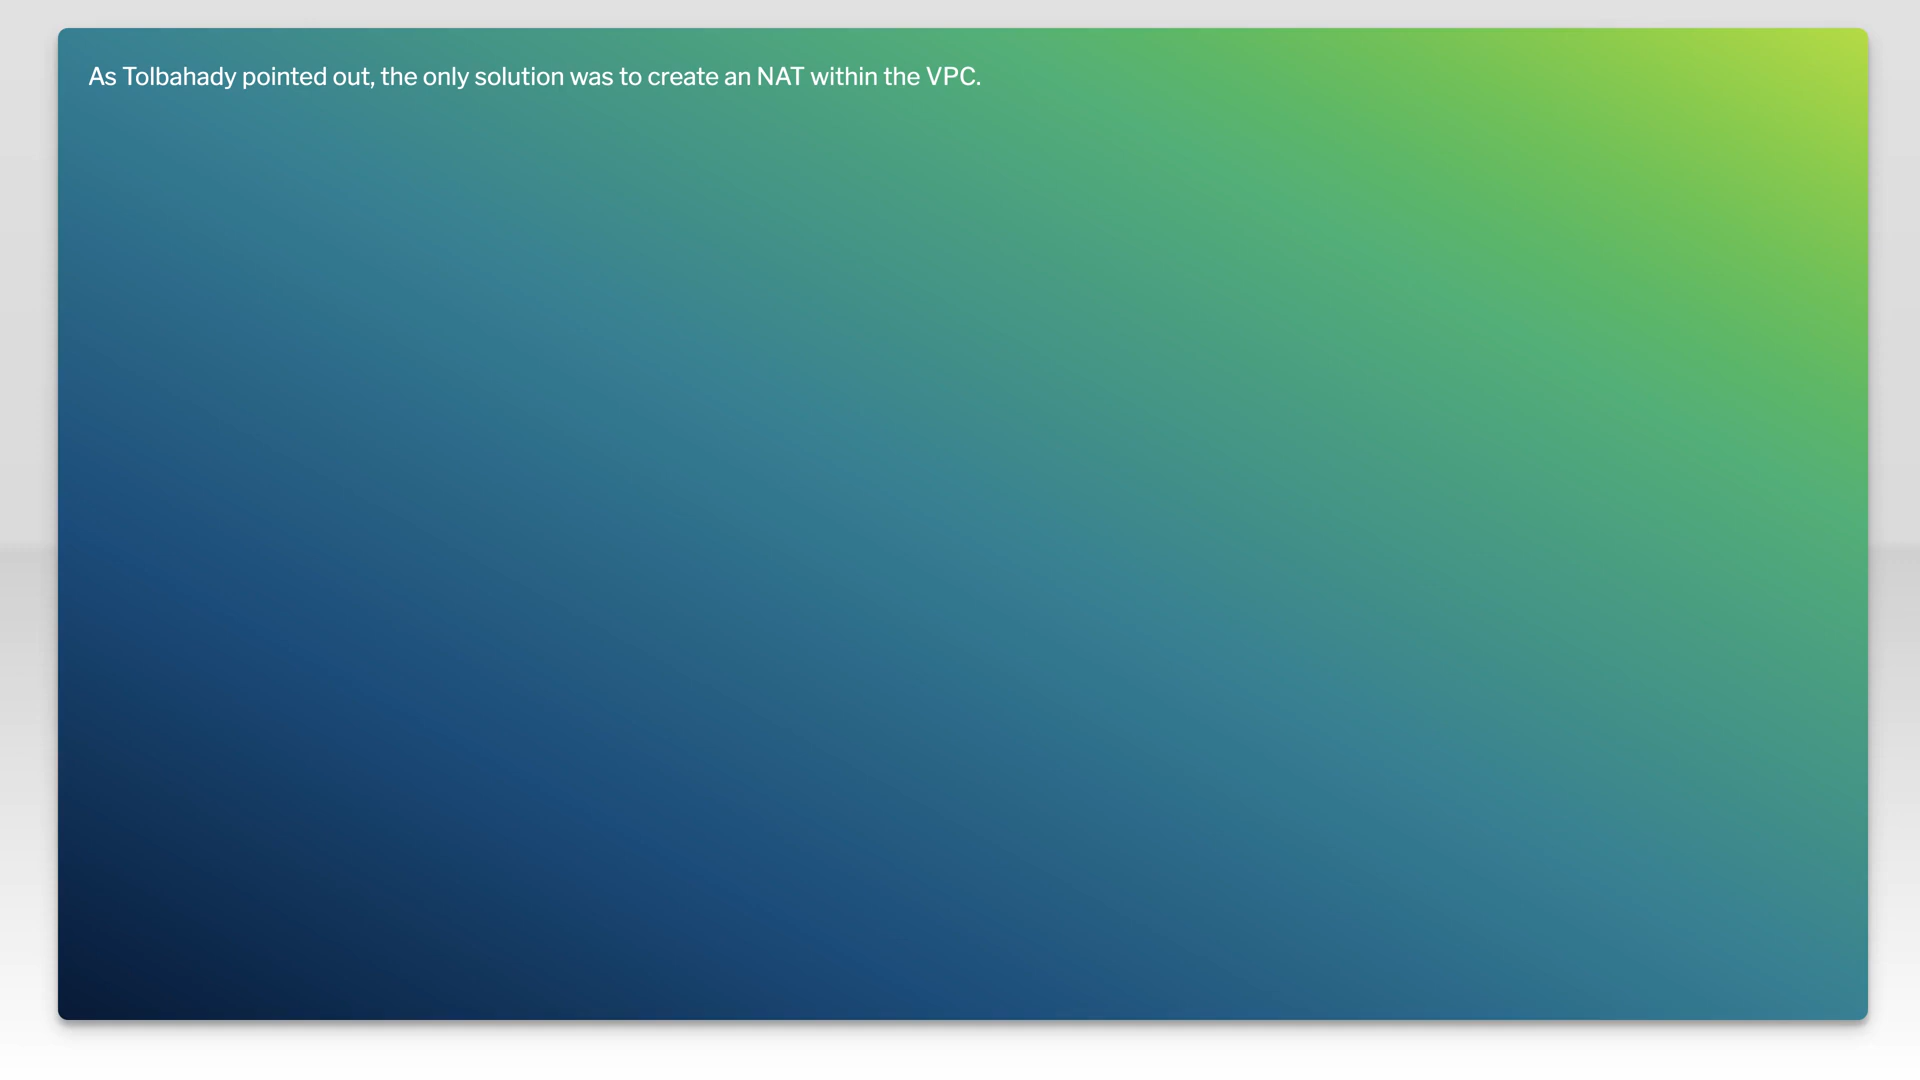 As Tolbahady pointed out, the only solution was to create an NAT within the VPC.